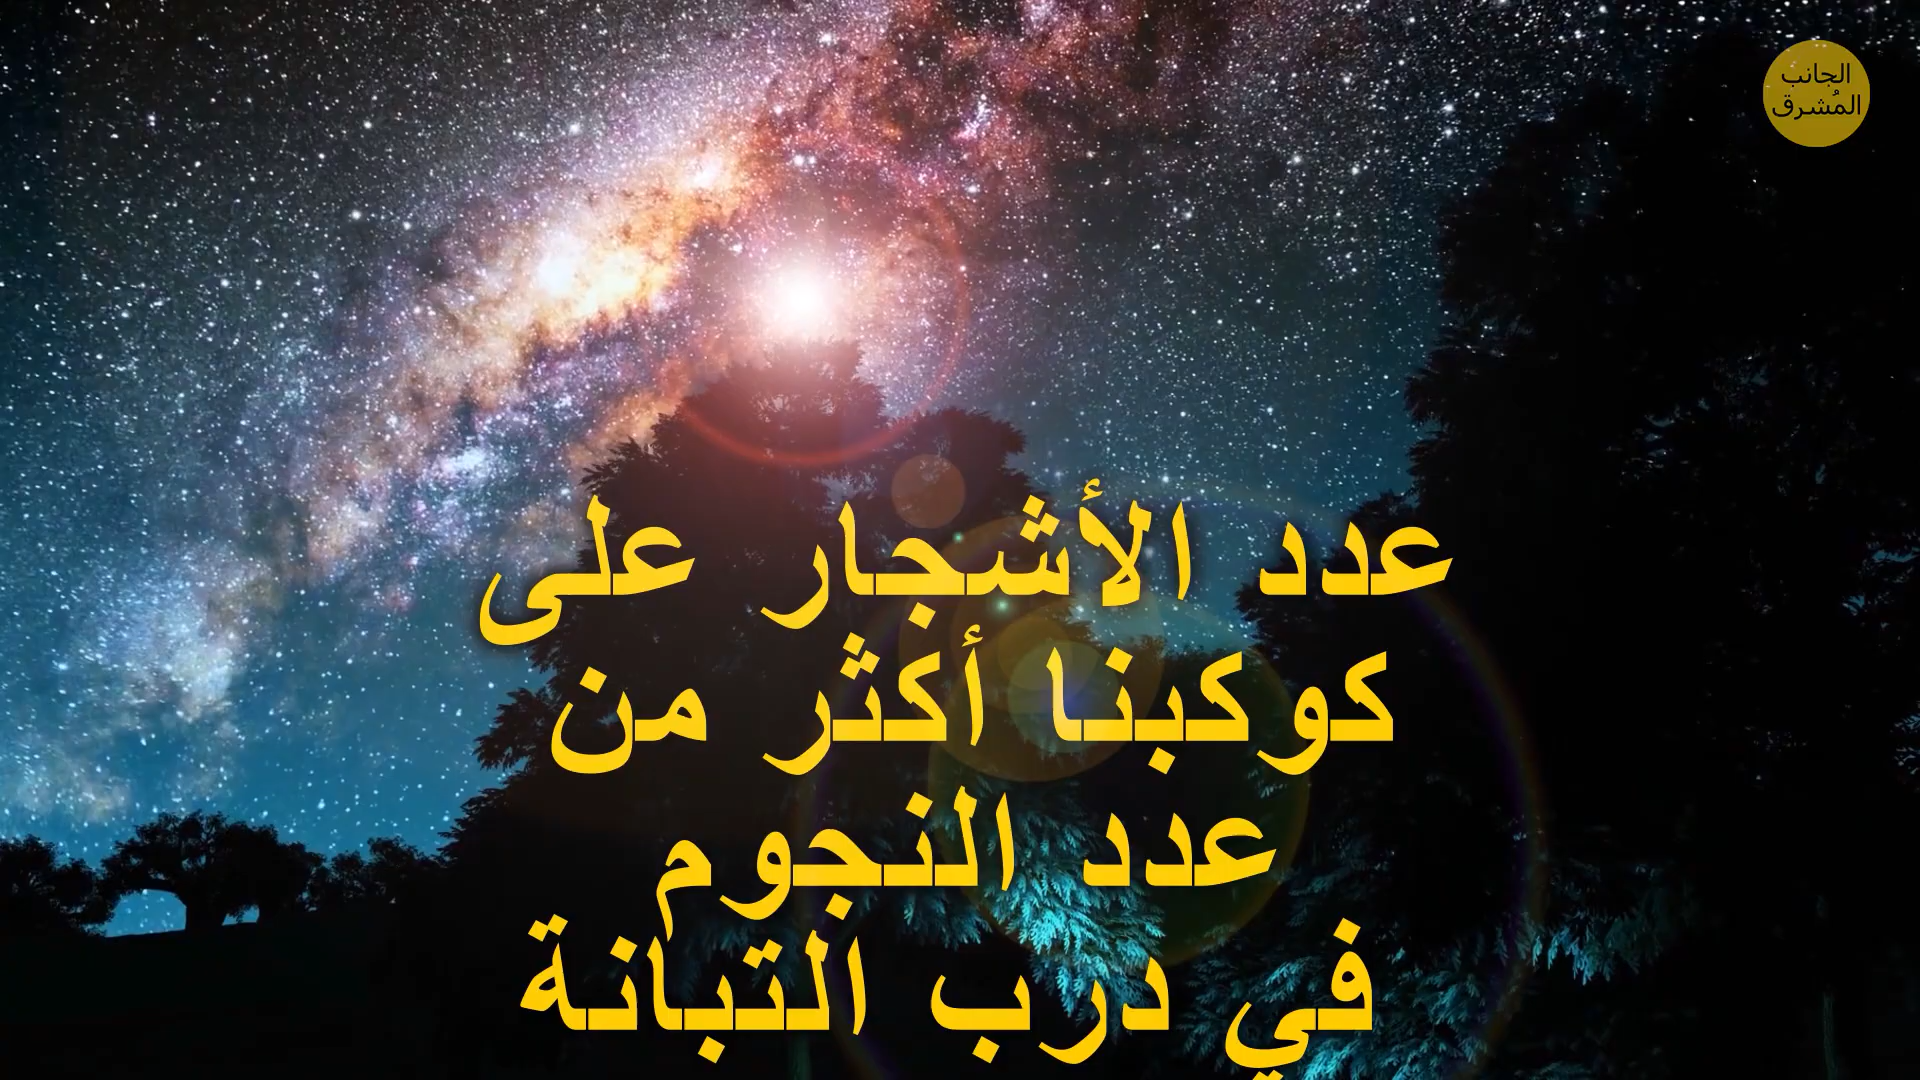 الجانب
المُشرق
عدد الأشجار على
كوكبنا أكثر من
عدد النجوم
في درب التبانة